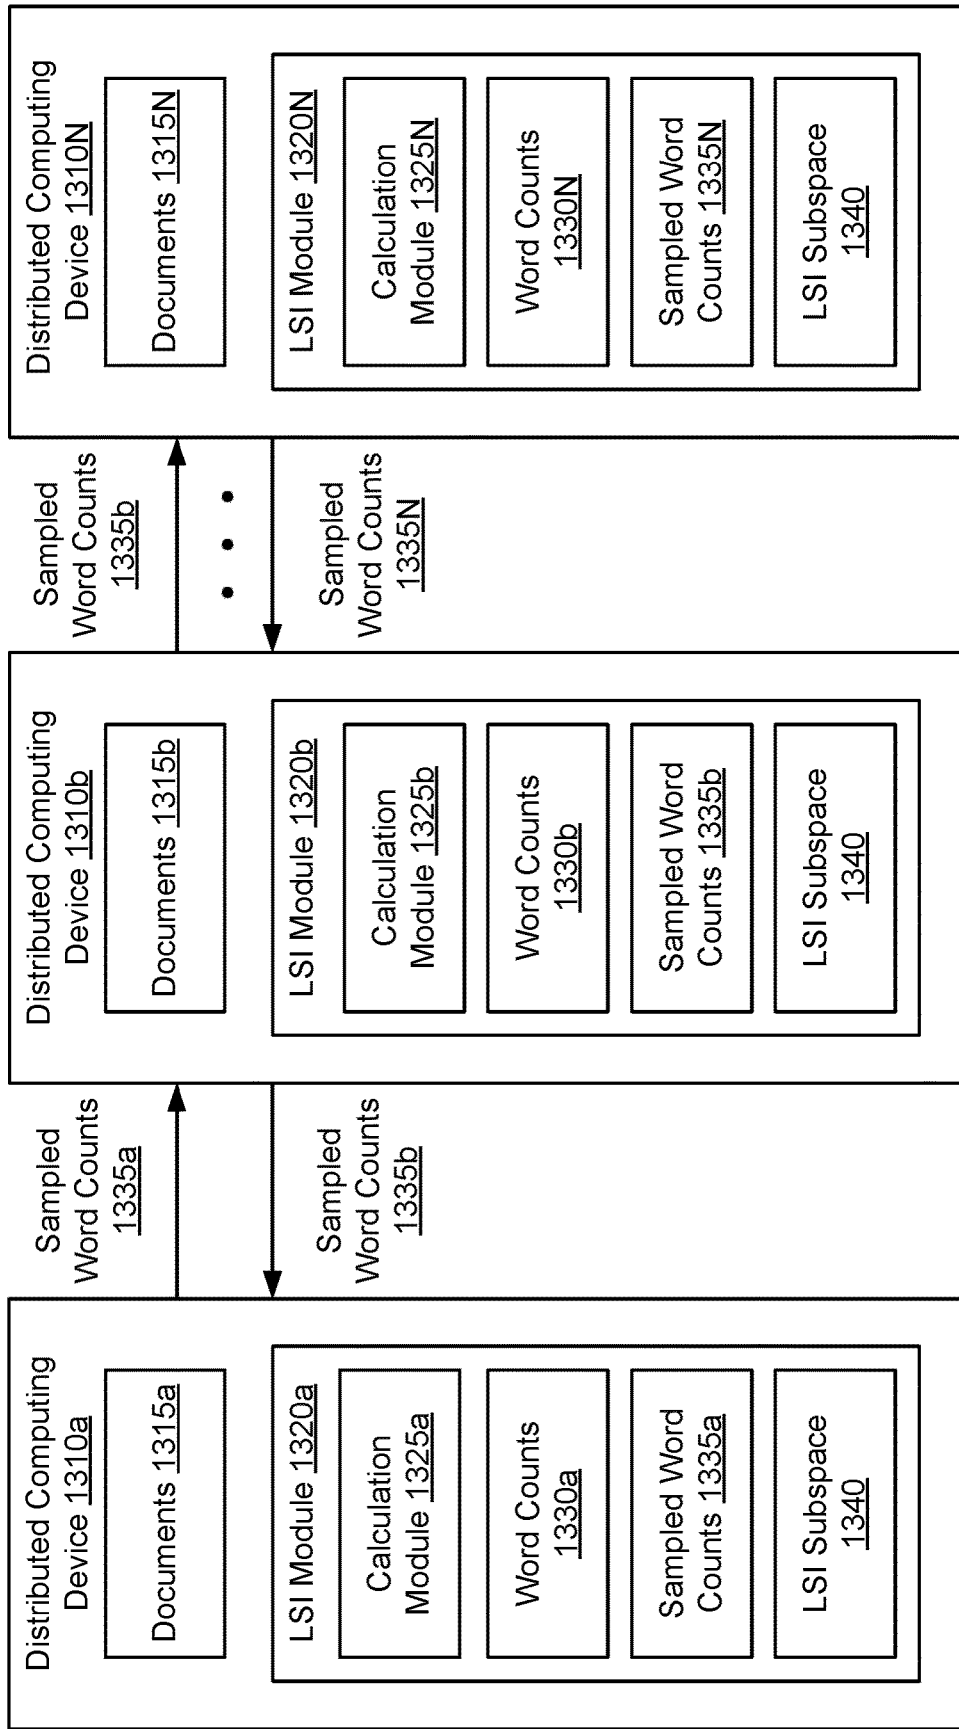 Distributed Computing
Device 1310a
Documents 1315a
LSI Module 1320a
Calculation
Module 1325a
Word Counts
1330a
Sampled Word
Counts 1335a
LSI Subspace
1340
Sampled
Word Counts
1335a
Sampled
Word Counts
1335b
Distributed Computing
Device 1310b
Documents 1315b
LSI Module 1320b
Calculation
Module 1325b
Word Counts
1330b
Sampled Word
Counts 1335b
LSI Subspace
1340
Sampled
Word Counts
1335b
Sampled
Word Counts
1335N
Distributed Computing
Device 1310N
Documents 1315N
LSI Module 1320N
Calculation
Module 1325N
Word Counts
1330N
Sampled Word
Counts 1335N
LSI Subspace
1340